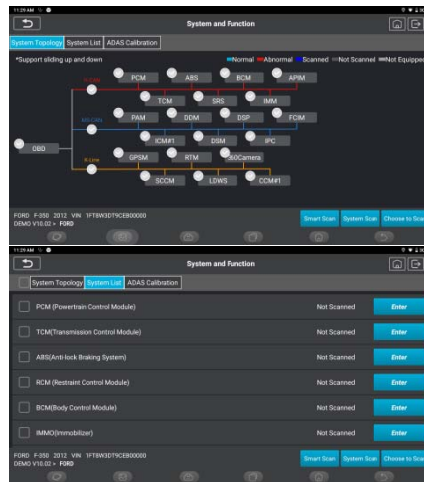 11:29 AM
System and Function
System Topology System List ADAS Calibration
*Support sliding up and down
Normal Abnormal Scanned Not Scanned Not Equipped
PCM ABS BCM APIM
TCM SRS IMM
PAM DDM DSP FCIM
OBD
ICM#1 DSM IPC
K-Line
GPSM RTM 360Camera
SCCM LDWS CCM#1
FORD F-350 2012 VIN 1FT8W3DT9CEB00000
DEMO V10.02 > FORD
Smart Scan System Scan Choose to Scan
11:29 AM
System and Function
System Topology System List ADAS Calibration
PCM (Powertrain Control Module) Not Scanned Enter
TCM(Transmission Control Module) Not Scanned Enter
ABS(Anti-lock Braking System) Not Scanned Enter
RCM (Restraint Control Module) Not Scanned Enter
BCM(Body Control Module) Not Scanned Enter
IMMO(Immobilizer) Not Scanned Enter
FORD F-350 2012 VIN 1FT8W3DT9CEB00000
DEMO V10.02 > FORD
Smart Scan System Scan Choose to Scan